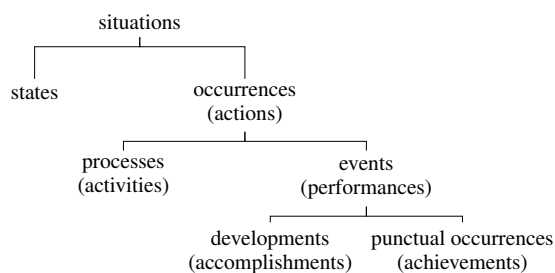 situations
states
occurrences
(actions)
processes
(activities)
events
(performances)
developments
(accomplishments)
punctual occurrences
(achievements)